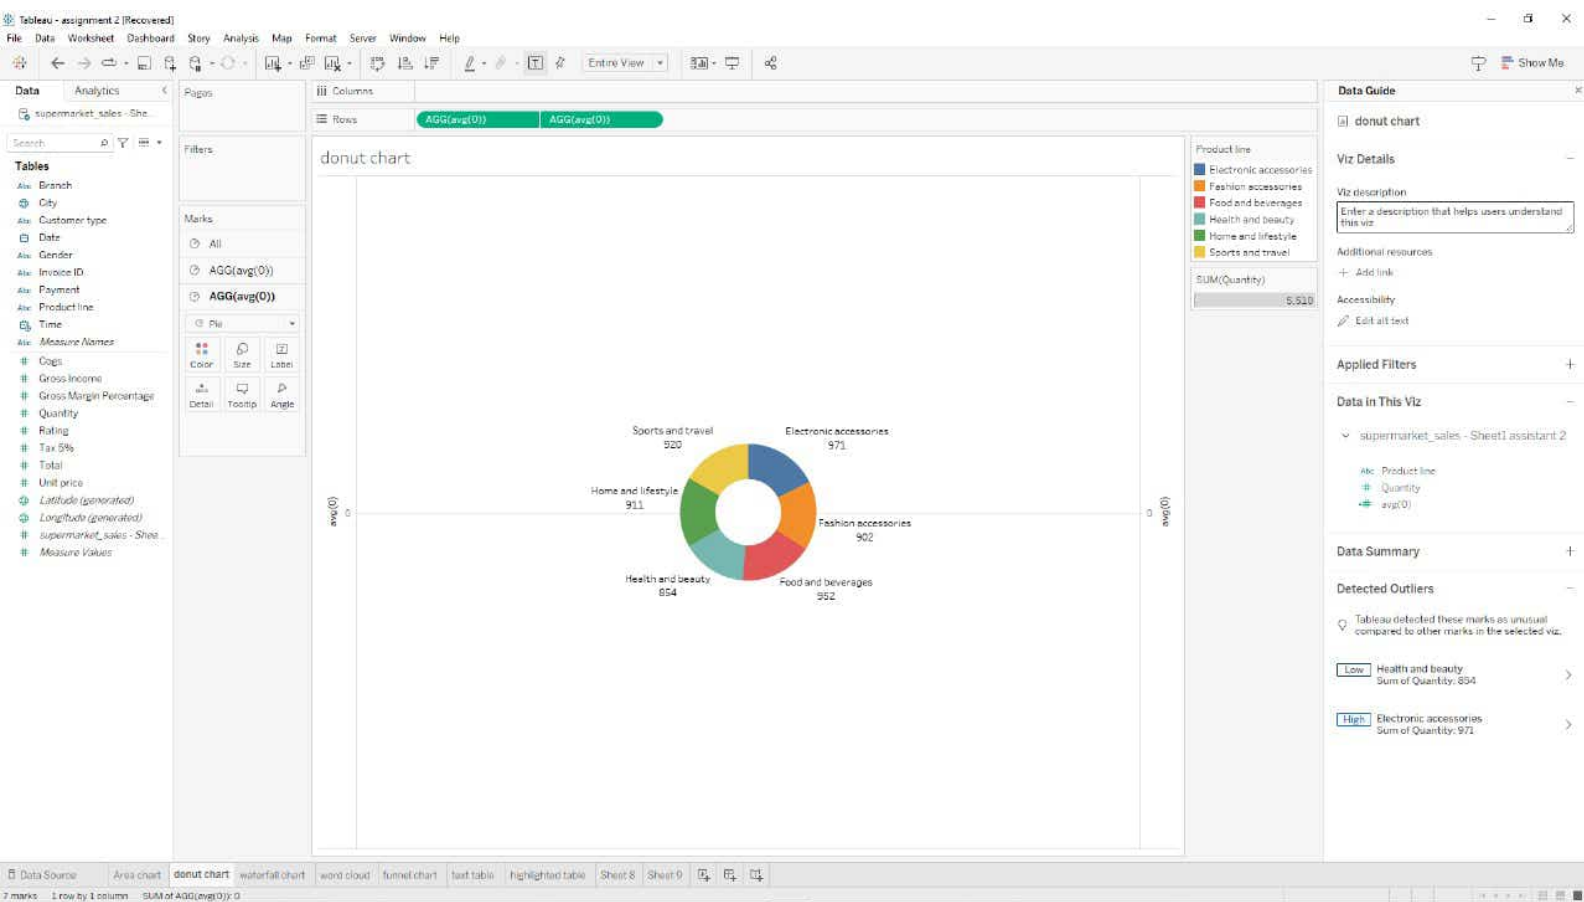 Tableau - assignment 2 [Recovered]
File Data Worksheet Dashboard Story Analysis Map Format Server Window Help
Entire View
Show Me
Data Analytics
supermarket_sales - She...
Search
Tables
Abc Branch
City
Abc Customer type
Date
Abc Gender
Abc Invoice ID
Abc Payment
Abc Product line
Time
Abc Measure Names
# Cogs
# Gross Income
# Gross Margin Percentage
# Quantity
# Rating
# Tax 5%
# Total
# Unit price
Latitude (generated)
Longitude (generated)
# supermarket_sales - Shee...
# Measure Values
Pages
Filters
Marks
All
AGG(avg(0))
AGG(avg(0))
Pie
Color Size Label
Detail Tooltip Angle
Columns
Rows AGG(avg(0)) AGG(avg(0))
donut chart
Sports and travel
920
Electronic accessories
971
Home and lifestyle
911
Fashion accessories
902
Health and beauty
854
Food and beverages
952
avg(0)
0
0
avg(0)
Product line
Electronic accessories
Fashion accessories
Food and beverages
Health and beauty
Home and lifestyle
Sports and travel
SUM(Quantity)
5,510
Data Guide
donut chart
Viz Details
Viz description
Enter a description that helps users understand
this viz
Additional resources
Add link
Accessibility
Edit alt text
Applied Filters
Data in This Viz
supermarket_sales - Sheet1 assistant 2
Abc Product line
# Quantity
=# avg(0)
Data Summary
Detected Outliers
Tableau detected these marks as unusual
compared to other marks in the selected viz.
Low Health and beauty
Sum of Quantity: 854
High Electronic accessories
Sum of Quantity: 971
Data Source Area chart donut chart waterfall chart word cloud funnel chart text table highlighted table Sheet 8 Sheet 9
7 marks 1 row by 1 column SUM of AGG(avg(0)): 0